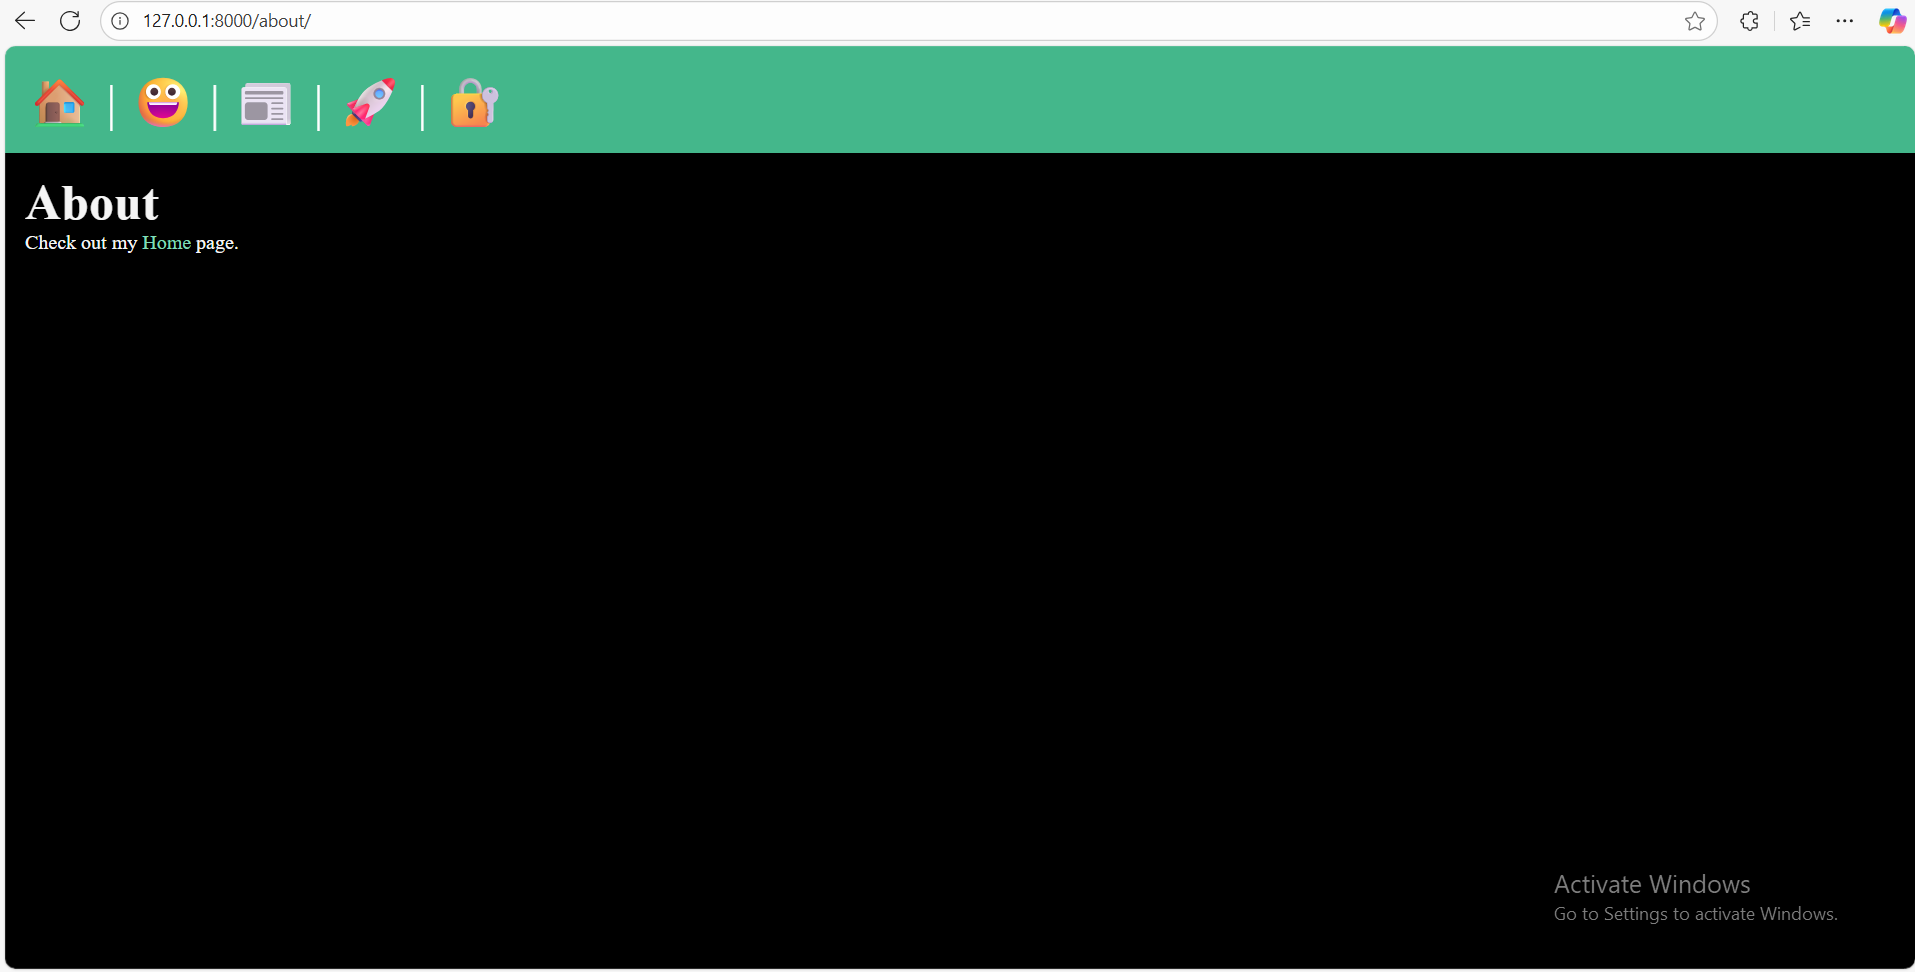 127.0.0.1:8000/about/
About
Check out my Home page.
Activate Windows
Go to Settings to activate Windows.